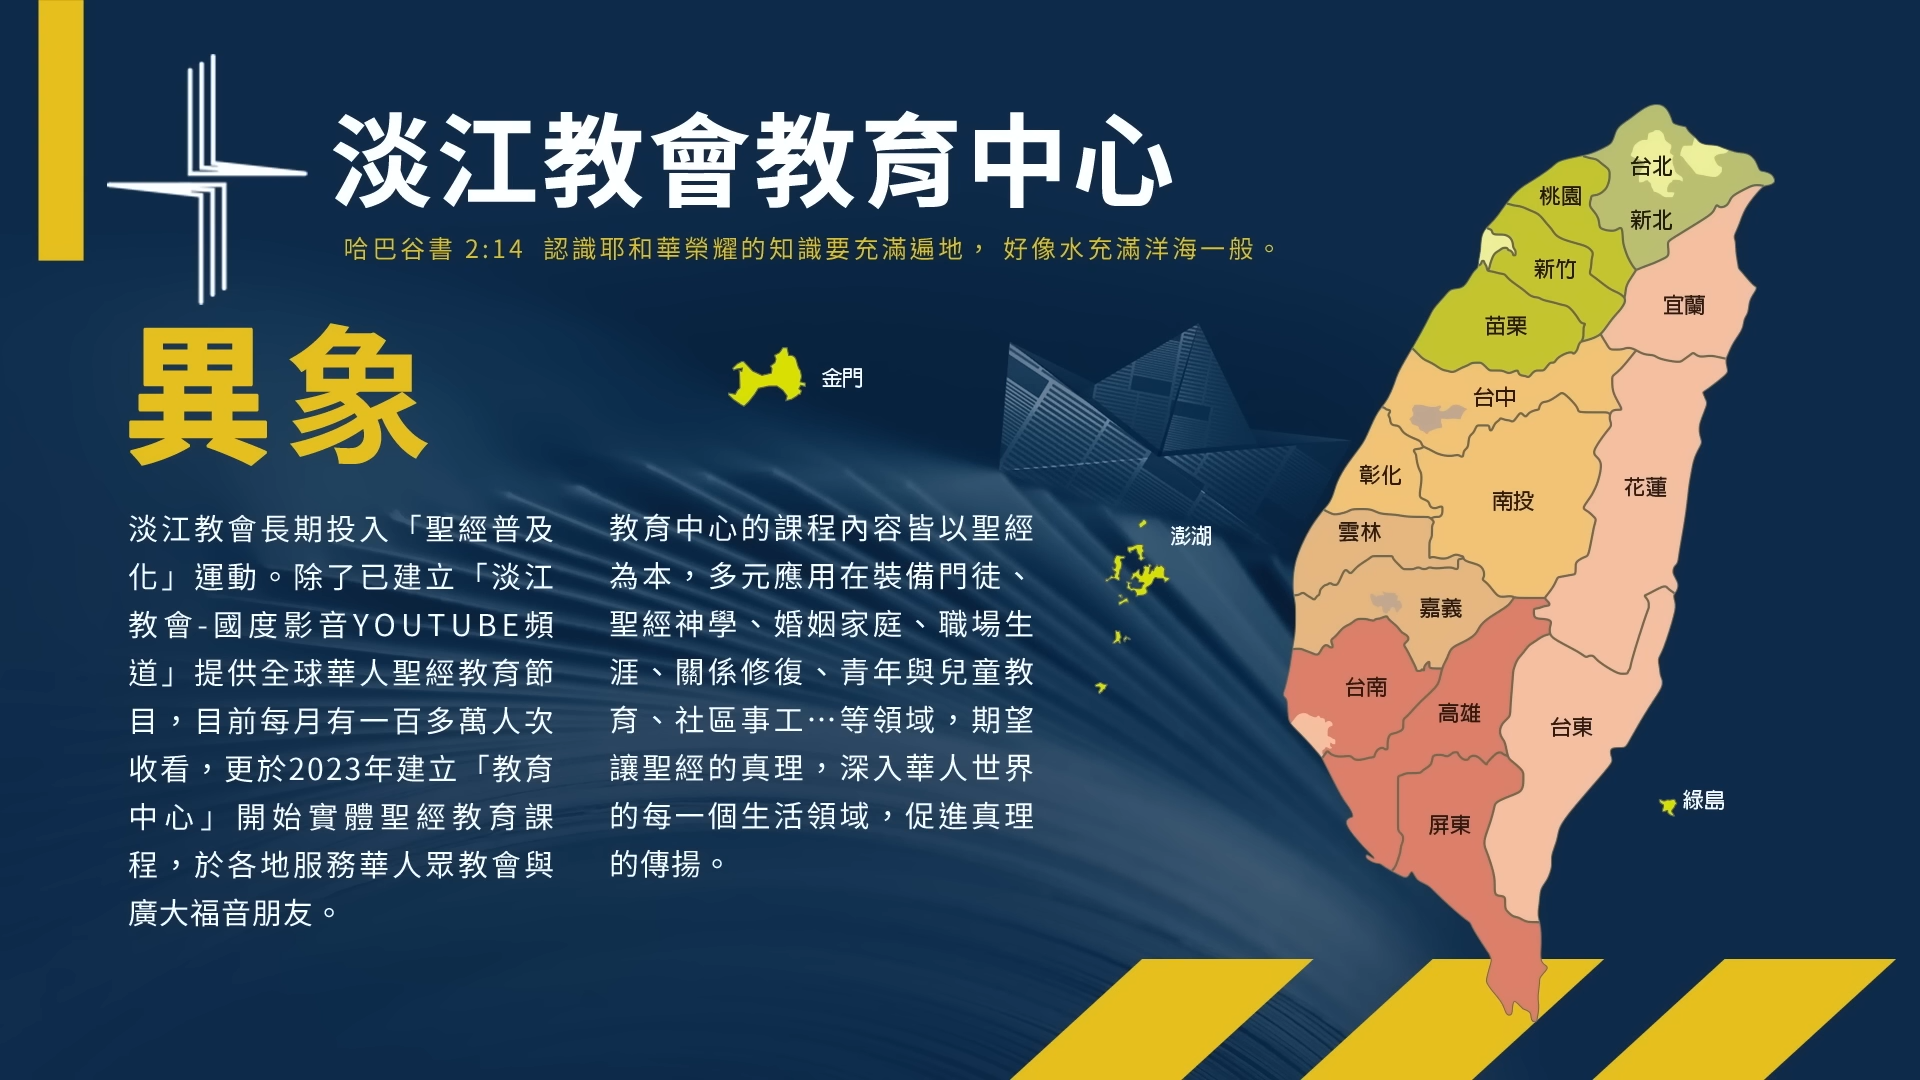 淡江教會教育中心
哈巴谷書 2:14 認識耶和華榮耀的知識要充滿遍地， 好像水充滿洋海一般。
異象
淡江教會長期投入「聖經普及
化」運動。除了已建立「淡江
教會-國度影音YOUTUBE頻
道」提供全球華人聖經教育節
目，目前每月有一百多萬人次
收看，更於2023年建立「教育
中心」開始實體聖經教育課
程，於各地服務華人眾教會與
廣大福音朋友。
教育中心的課程內容皆以聖經
為本，多元應用在裝備門徒、
聖經神學、婚姻家庭、職場生
涯、關係修復、青年與兒童教
育、社區事工…等領域，期望
讓聖經的真理，深入華人世界
的每一個生活領域，促進真理
的傳揚。
金門
澎湖
台北
桃園
新北
新竹
宜蘭
苗栗
台中
彰化
花蓮
南投
雲林
嘉義
台南
高雄
台東
綠島
屏東